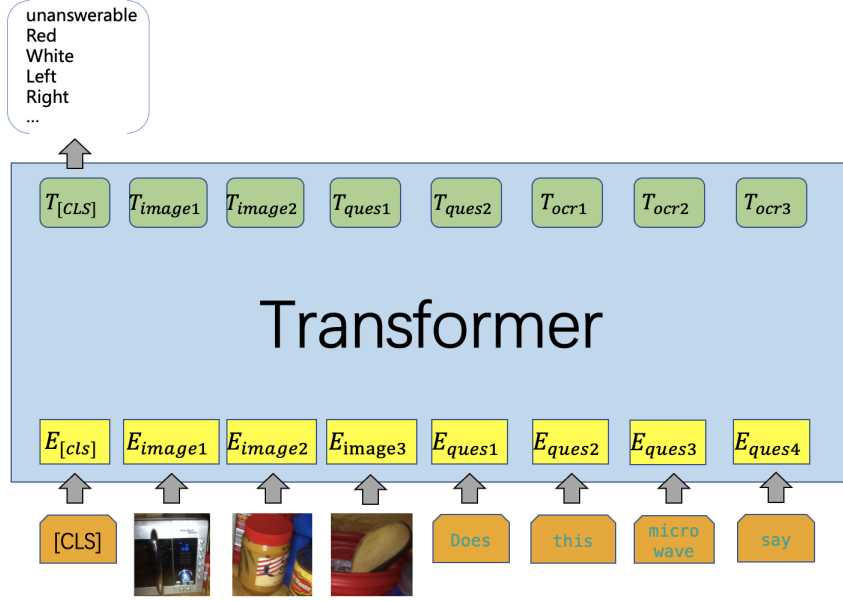 unanswerable
Red
White
Left
Right
...
T[CLS] Timage1 Timage2 Tques1 Tques2 Tocr1 Tocr2 Tocr3
Transformer
E[cls] Eimage1 Eimage2 Eimage3 Eques1 Eques2 Eques3 Eques4
[CLS] Does this micro say
wave